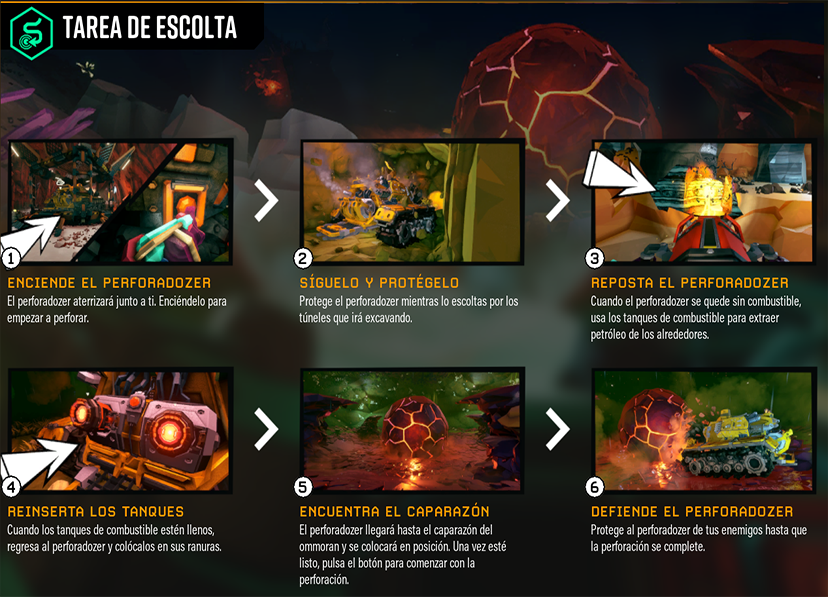 TAREA DE ESCOLTA
1
ENCIENDE EL PERFORADOZER
El perforadozer aterrizará junto a ti. Enciéndelo para
empezar a perforar.
2
SÍGUELO Y PROTÉGELO
Protege el perforadozer mientras lo escoltas por los
túneles que irá excavando.
3
REPOSTA EL PERFORADOZER
Cuando el perforadozer se quede sin combustible,
usa los tanques de combustible para extraer
petróleo de los alrededores.
4
REINSERTA LOS TANQUES
Cuando los tanques de combustible estén llenos,
regresa al perforadozer y colócalos en sus ranuras.
5
ENCUENTRA EL CAPARAZÓN
El perforadozer llegará hasta el caparazón del
ommoran y se colocará en posición. Una vez esté
listo, pulsa el botón para comenzar con la
perforación.
6
DEFIENDE EL PERFORADOZER
Protege al perforadozer de tus enemigos hasta que
la perforación se complete.